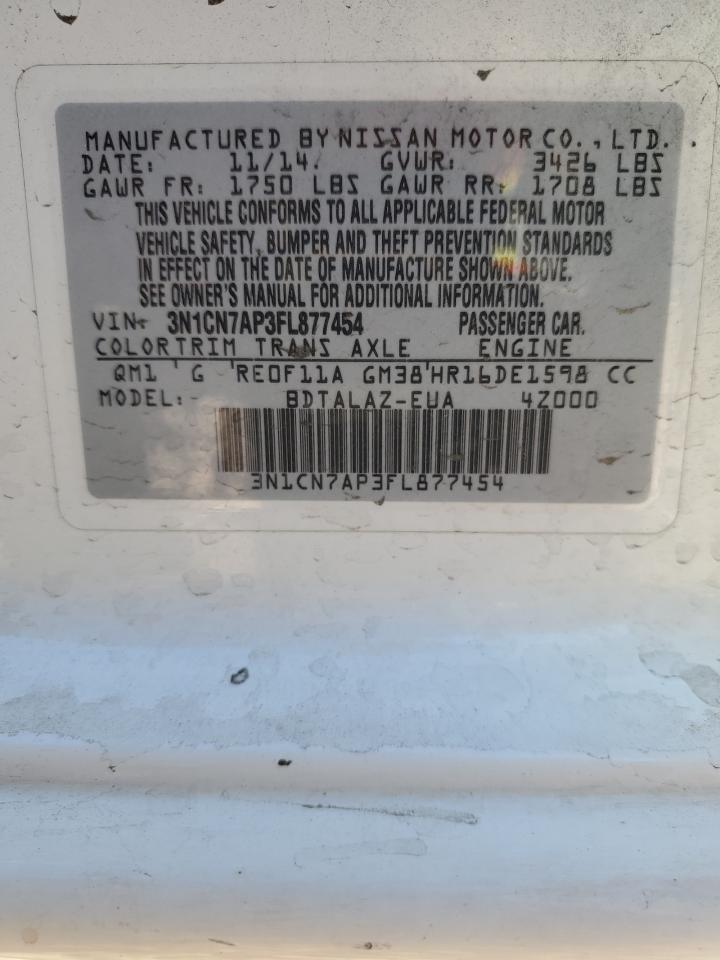 MANUFACTURED BY NISSAN MOTOR CO., LTD.
DATE: 11/14. GVWR: 3426 LBS
GAWR FR: 1750 LBS GAWR RR: 1708 LBS
THIS VEHICLE CONFORMS TO ALL APPLICABLE FEDERAL MOTOR
VEHICLE SAFETY, BUMPER AND THEFT PREVENTION STANDARDS
IN EFFECT ON THE DATE OF MANUFACTURE SHOWN ABOVE.
SEE OWNER'S MANUAL FOR ADDITIONAL INFORMATION.
VIN: 3N1CN7AP3FL877454 PASSENGER CAR.
COLORTRIM TRANS AXLE ENGINE
QM1 G RE0F11A GM38 HR16DE1598 CC
MODEL:- BDTALAZ-EUA 4Z000
3N1CN7AP3FL877454